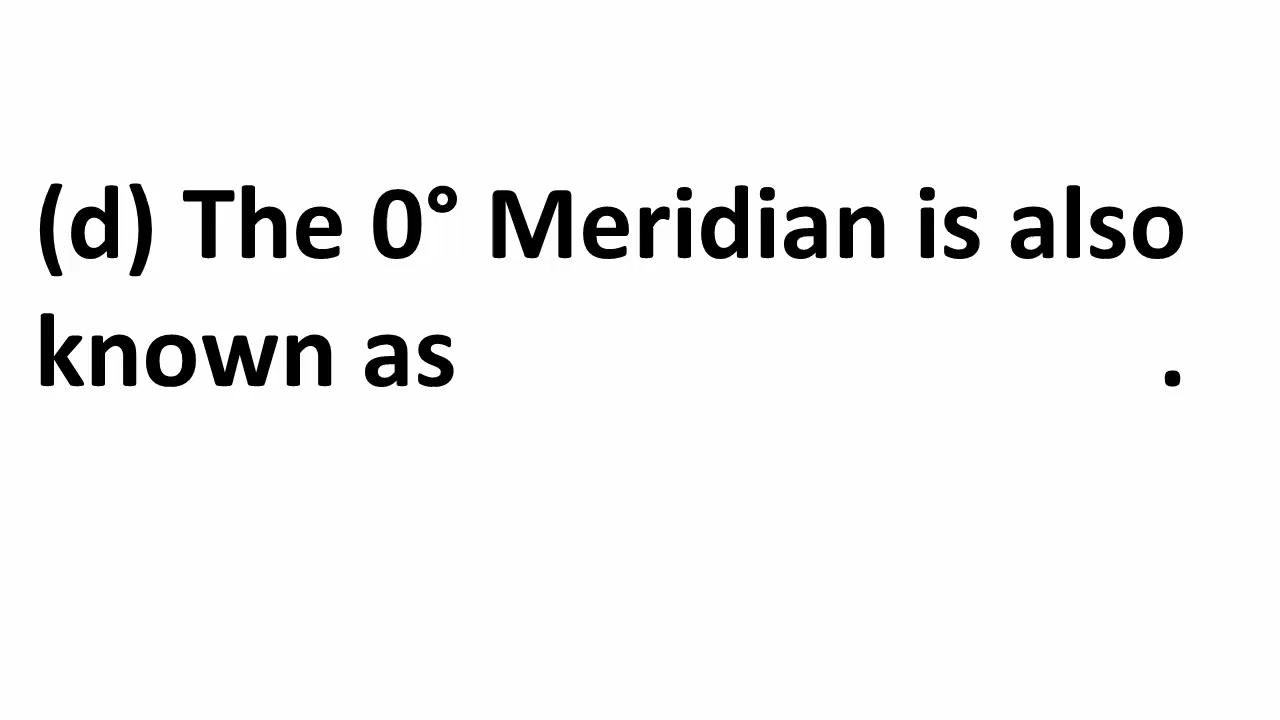 (d) The 0° Meridian is also
known as .